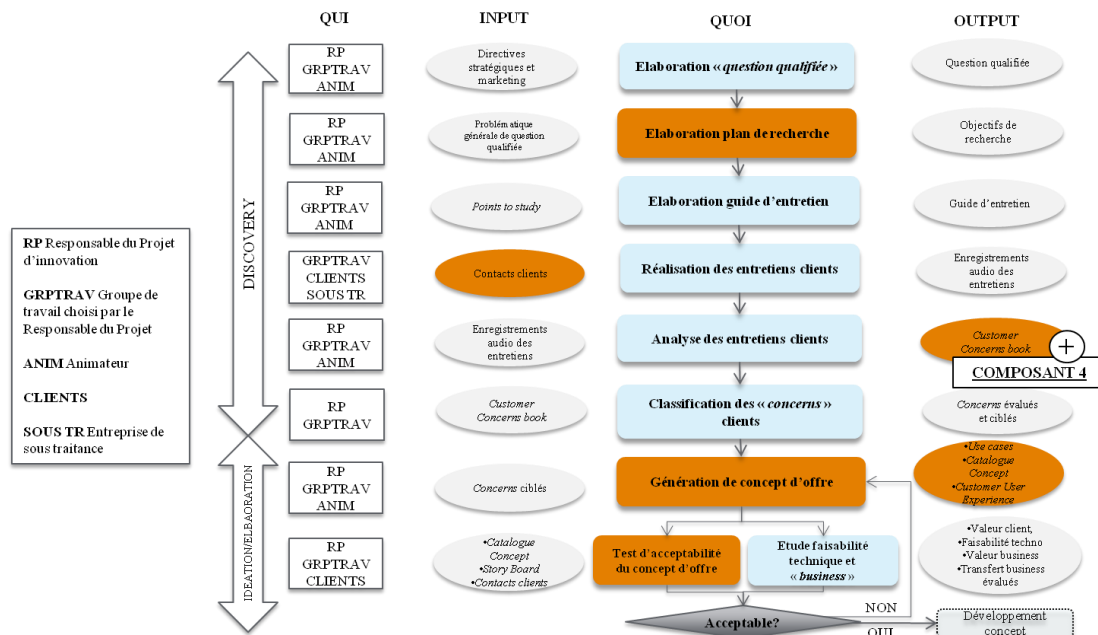 QUI
INPUT
QUOI
OUTPUT
RP
GRPTRAV
ANIM
Directives
stratégiques et
marketing
Elaboration « question qualifiée »
Question qualifiée
RP
GRPTRAV
ANIM
Problématique
générale de question
qualifiée
Elaboration plan de recherche
Objectifs de
recherche
RP
GRPTRAV
ANIM
Points to study
Elaboration guide d'entretien
Guide d'entretien
GRPTRAV
CLIENTS
SOUS TR
Contacts clients
Réalisation des entretiens clients
Enregistrements
audio des
entretiens
RP
GRPTRAV
ANIM
Enregistrements
audio des
entretiens
Analyse des entretiens clients
Customer
Concerns book
+
COMPOSANT 4
RP
GRPTRAV
Customer
Concerns book
Classification des « concerns »
clients
Concerns évalués
et ciblés
RP
GRPTRAV
ANIM
Concerns ciblés
Génération de concept d'offre
•Use cases
•Catalogue
Concept
•Customer User
Experience
RP
GRPTRAV
CLIENTS
•Catalogue
Concept
•Story Board
•Contacts clients
Test d'acceptabilité
du concept d'offre
Etude faisabilité
technique et
« business »
•Valeur client,
•Faisabilité techno
•Valeur business
•Transfert business
évalués
Acceptable?
NON
OUI
Développement
concept
DISCOVERY
IDEATION/ELBAORATION
RP Responsable du Projet
d'innovation
GRPTRAV Groupe de
travail choisi par le
Responsable du Projet
ANIM Animateur
CLIENTS
SOUS TR Entreprise de
sous traitance